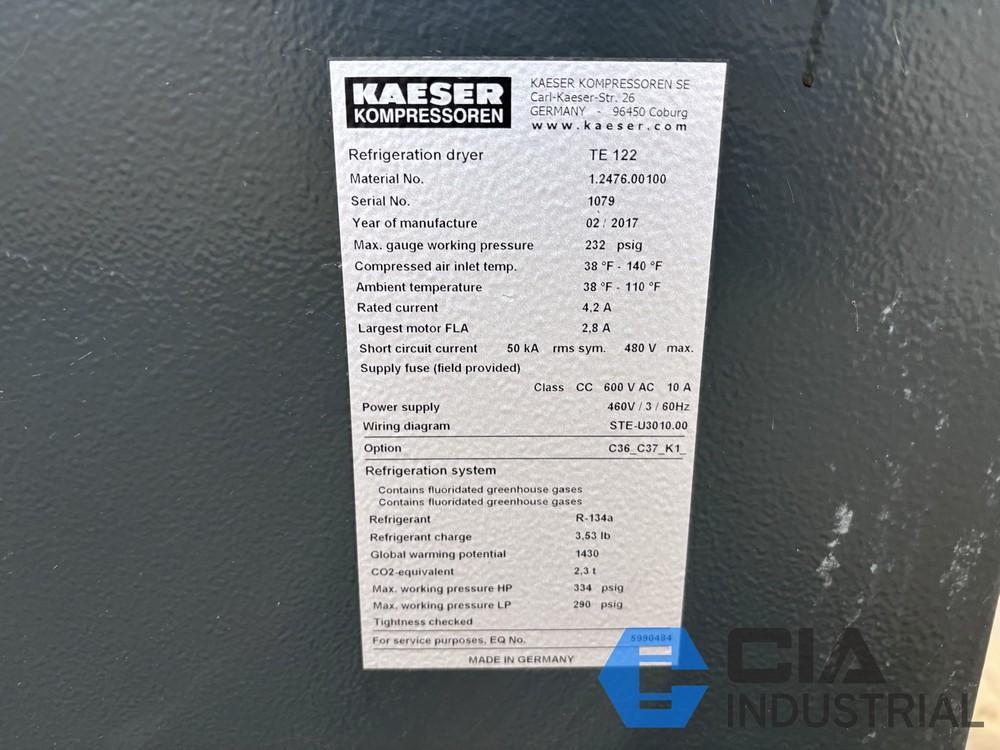 KAESER
KOMPRESSOREN
KAESER KOMPRESSOREN SE
Carl-Kaeser-Str. 26
GERMANY - 96450 Coburg
www.kaeser.com
Refrigeration dryer TE 122
Material No. 1.2476.00100
Serial No. 1079
Year of manufacture 02 / 2017
Max. gauge working pressure 232 psig
Compressed air inlet temp. 38 °F - 140 °F
Ambient temperature 38 °F - 110 °F
Rated current 4,2 A
Largest motor FLA 2,8 A
Short circuit current 50 kA rms sym. 480 V max.
Supply fuse (field provided)
Class CC 600 V AC 10 A
Power supply 460V / 3 / 60Hz
Wiring diagram STE-U3010.00
Option C36_C37_K1_
Refrigeration system
Contains fluoridated greenhouse gases
Contains fluoridated greenhouse gases
Refrigerant R-134a
Refrigerant charge 3,53 lb
Global warming potential 1430
CO2-equivalent 2,3 t
Max. working pressure HP 334 psig
Max. working pressure LP 290 psig
Tightness checked
For service purposes, EQ No. 5990484
MADE IN GERMANY
CIA
INDUSTRIAL